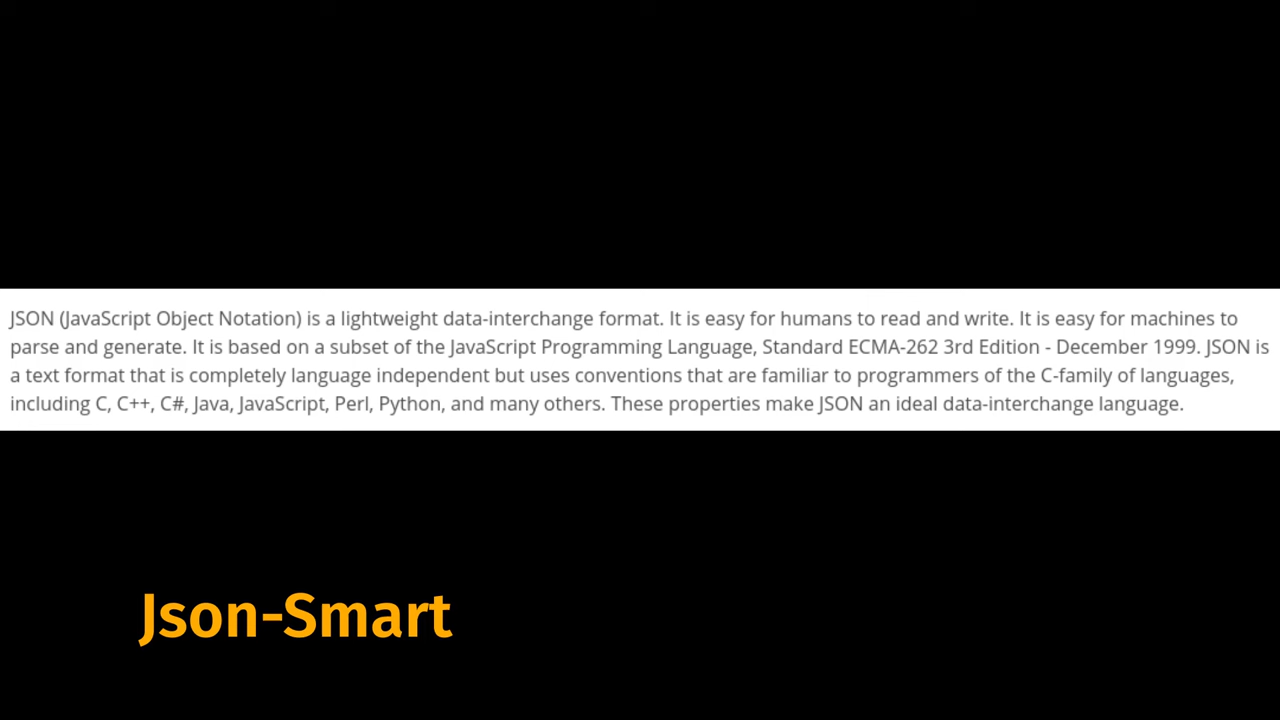 JSON (JavaScript Object Notation) is a lightweight data-interchange format. It is easy for humans to read and write. It is easy for machines to
parse and generate. It is based on a subset of the JavaScript Programming Language, Standard ECMA-262 3rd Edition - December 1999. JSON is
a text format that is completely language independent but uses conventions that are familiar to programmers of the C-family of languages,
including C, C++, C#, Java, JavaScript, Perl, Python, and many others. These properties make JSON an ideal data-interchange language.
Json-Smart